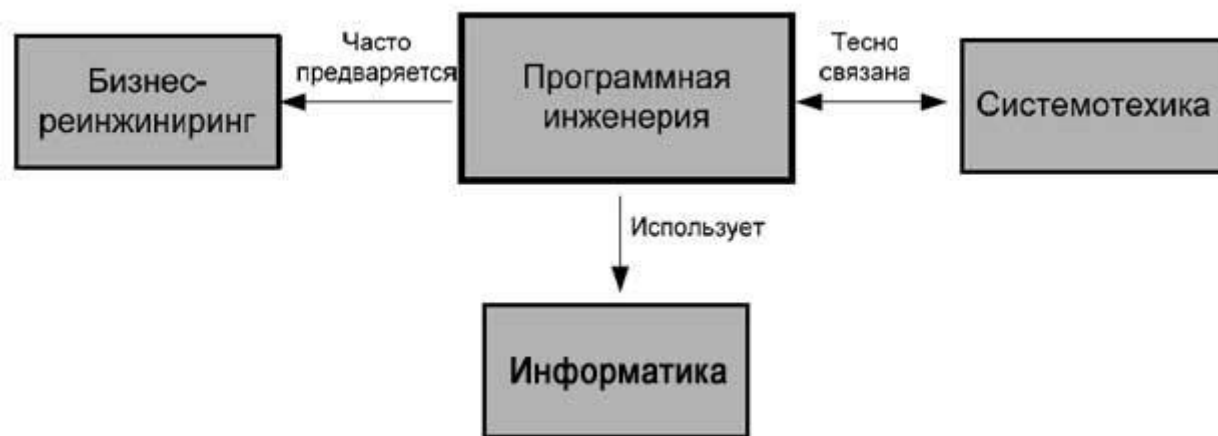 Бизнес-
реинжиниринг
Часто
предваряется
Программная
инженерия
Тесно
связана
Системотехика
Использует
Информатика